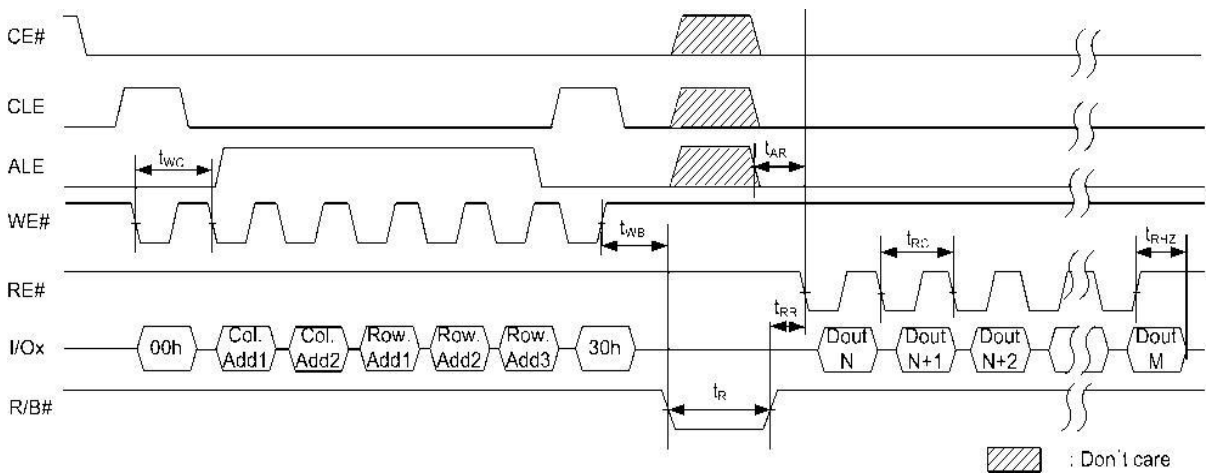 CE#
CLE
ALE
tWC
tAR
WE#
tWB
tRC
tRHZ
RE#
tRR
I/Ox
00h
Col. Add1
Col. Add2
Row. Add1
Row. Add2
Row. Add3
30h
Dout N
Dout N+1
Dout N+2
Dout M
R/B#
tR
: Don't care